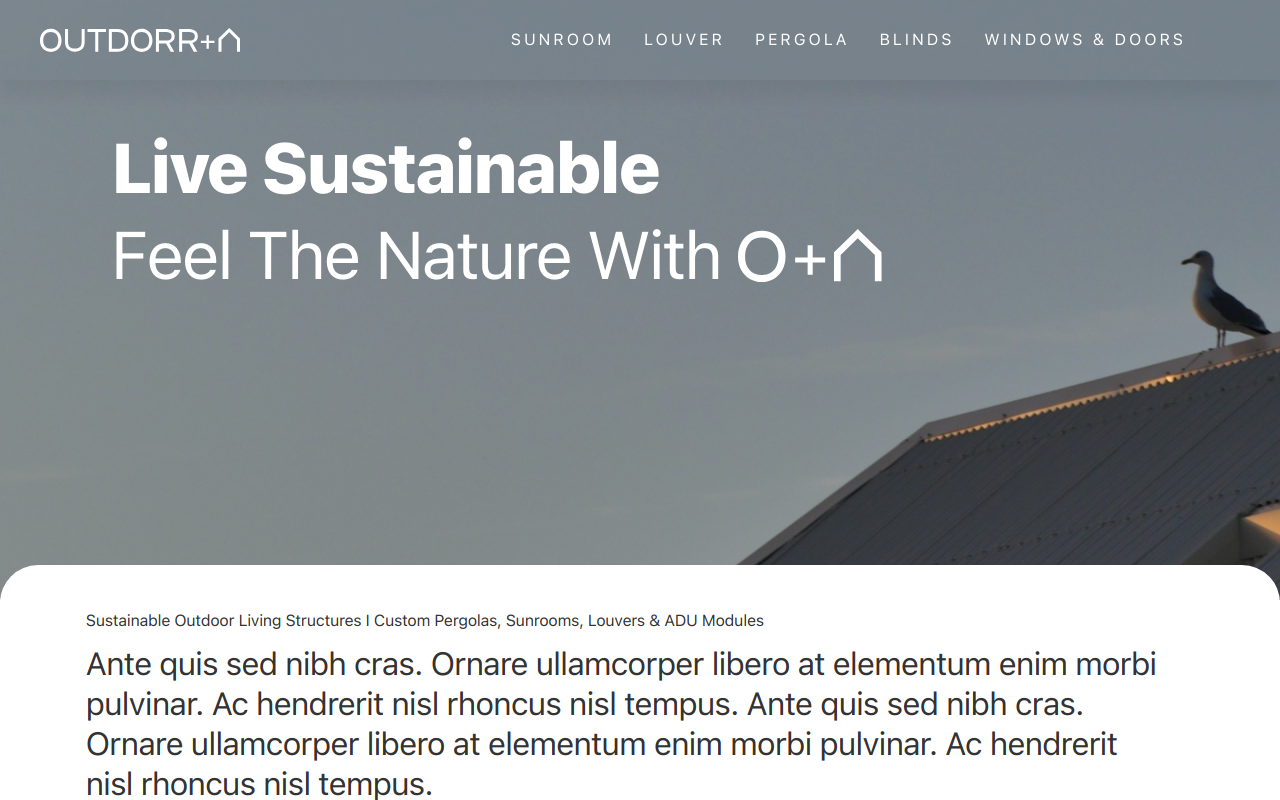 OUTDORR+
SUNROOM LOUVER PERGOLA BLINDS WINDOWS & DOORS
Live Sustainable
Feel The Nature With O+
Sustainable Outdoor Living Structures I Custom Pergolas, Sunrooms, Louvers & ADU Modules
Ante quis sed nibh cras. Ornare ullamcorper libero at elementum enim morbi
pulvinar. Ac hendrerit nisl rhoncus nisl tempus. Ante quis sed nibh cras.
Ornare ullamcorper libero at elementum enim morbi pulvinar. Ac hendrerit
nisl rhoncus nisl tempus.